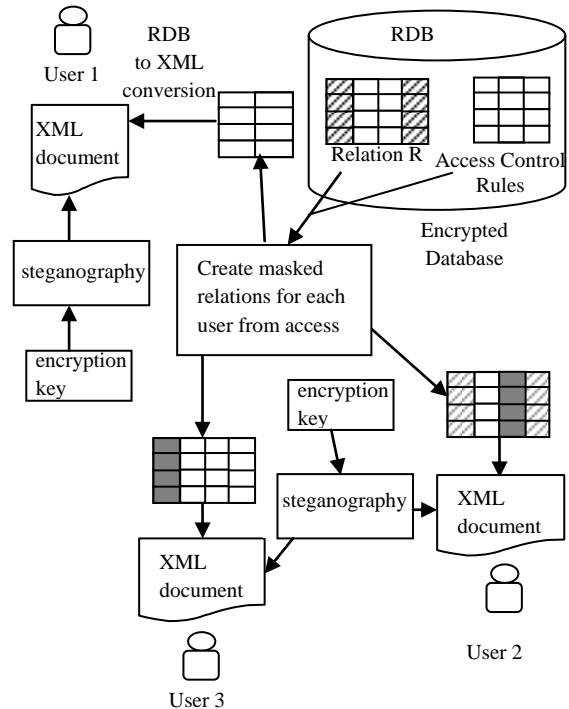 RDB
to XML
conversion
User 1
RDB
XML
document
Relation R
Access Control
Rules
Encrypted
Database
steganography
Create masked
relations for each
user from access
encryption
key
encryption
key
steganography
XML
document
XML
document
User 2
User 3